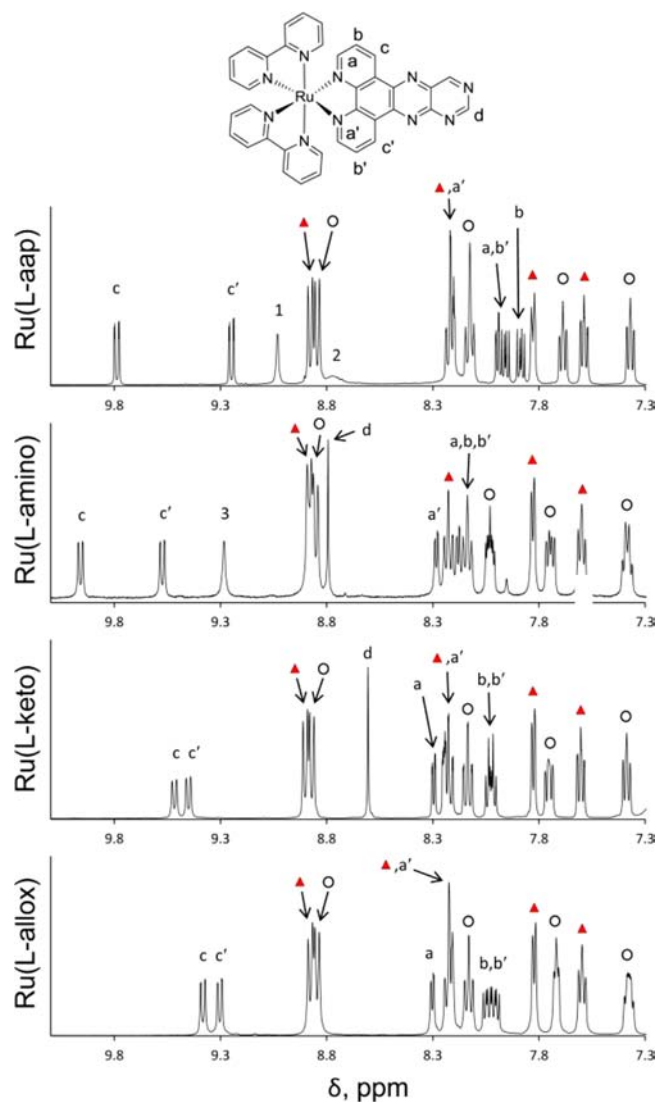 b
c
N
N
N
a
N
N
N
Ru
d
N
N
a'
N
N
N
c'
b'
Ru(L-aap)
c
c'
1
▲
○
2
▲,a'
○
a,b'
b
▲
○
▲
○
9.8 9.3 8.8 8.3 7.8 7.3
Ru(L-amino)
c
c'
3
▲
○
d
a'
▲
a,b,b'
○
▲
○
▲
○
9.8 9.3 8.8 8.3 7.8 7.3
Ru(L-keto)
c
c'
▲
○
d
a
▲,a'
○
b,b'
▲
○
▲
○
9.8 9.3 8.8 8.3 7.8 7.3
Ru(L-allox)
c
c'
▲
○
▲,a'
a
○
b,b'
▲
○
▲
○
9.8 9.3 8.8 8.3 7.8 7.3
δ, ppm